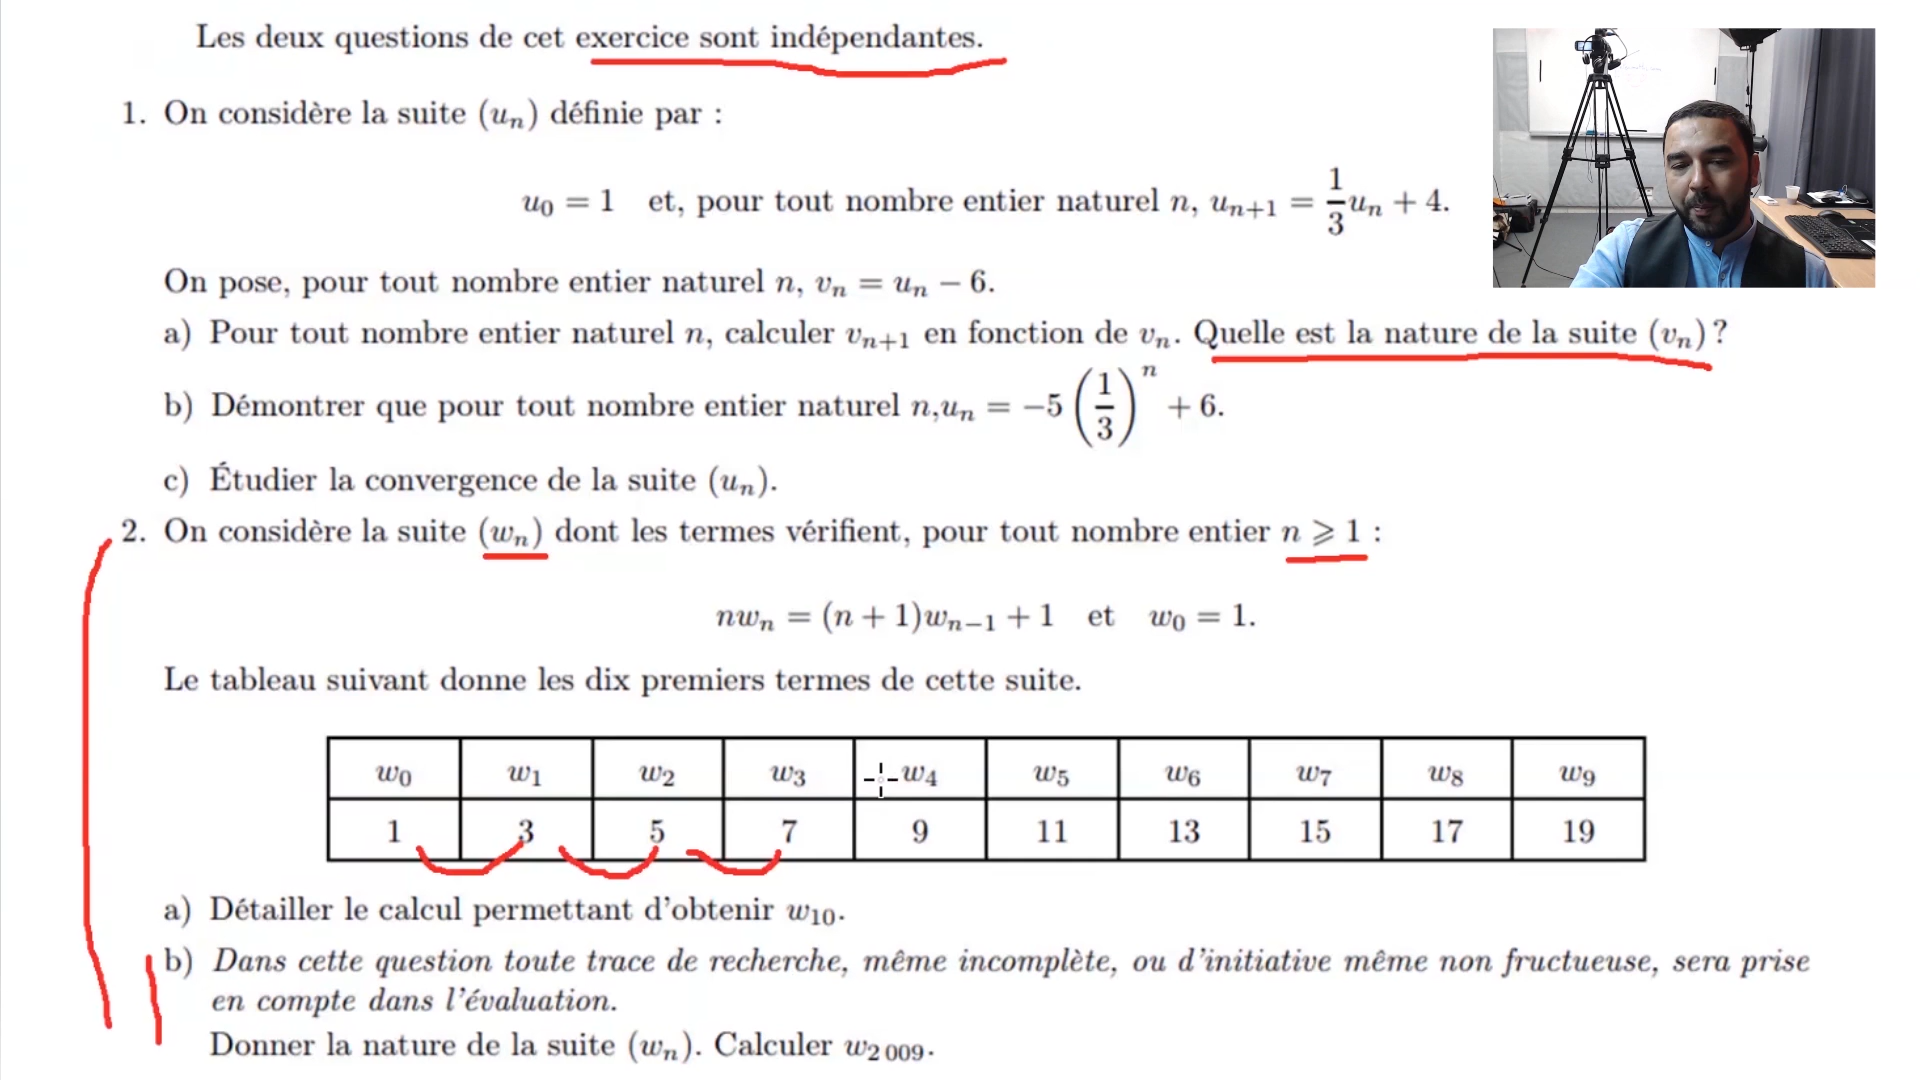 Les deux questions de cet exercice sont indépendantes.
1. On considère la suite (uₙ) définie par :
u₀ = 1 et, pour tout nombre entier naturel n, uₙ₊₁ = 1/3 uₙ + 4.
On pose, pour tout nombre entier naturel n, vₙ = uₙ − 6.
a) Pour tout nombre entier naturel n, calculer vₙ₊₁ en fonction de vₙ. Quelle est la nature de la suite (vₙ) ?
b) Démontrer que pour tout nombre entier naturel n,uₙ = −5 (1/3)ⁿ + 6.
c) Étudier la convergence de la suite (uₙ).
2. On considère la suite (wₙ) dont les termes vérifient, pour tout nombre entier n ⩾ 1 :
nwₙ = (n + 1)wₙ₋₁ + 1 et w₀ = 1.
Le tableau suivant donne les dix premiers termes de cette suite.
w₀ w₁ w₂ w₃ w₄ w₅ w₆ w₇ w₈ w₉
1 3 5 7 9 11 13 15 17 19
a) Détailler le calcul permettant d'obtenir w₁₀.
b) Dans cette question toute trace de recherche, même incomplète, ou d'initiative même non fructueuse, sera prise
en compte dans l'évaluation.
Donner la nature de la suite (wₙ). Calculer w₂ ₀₀₉.